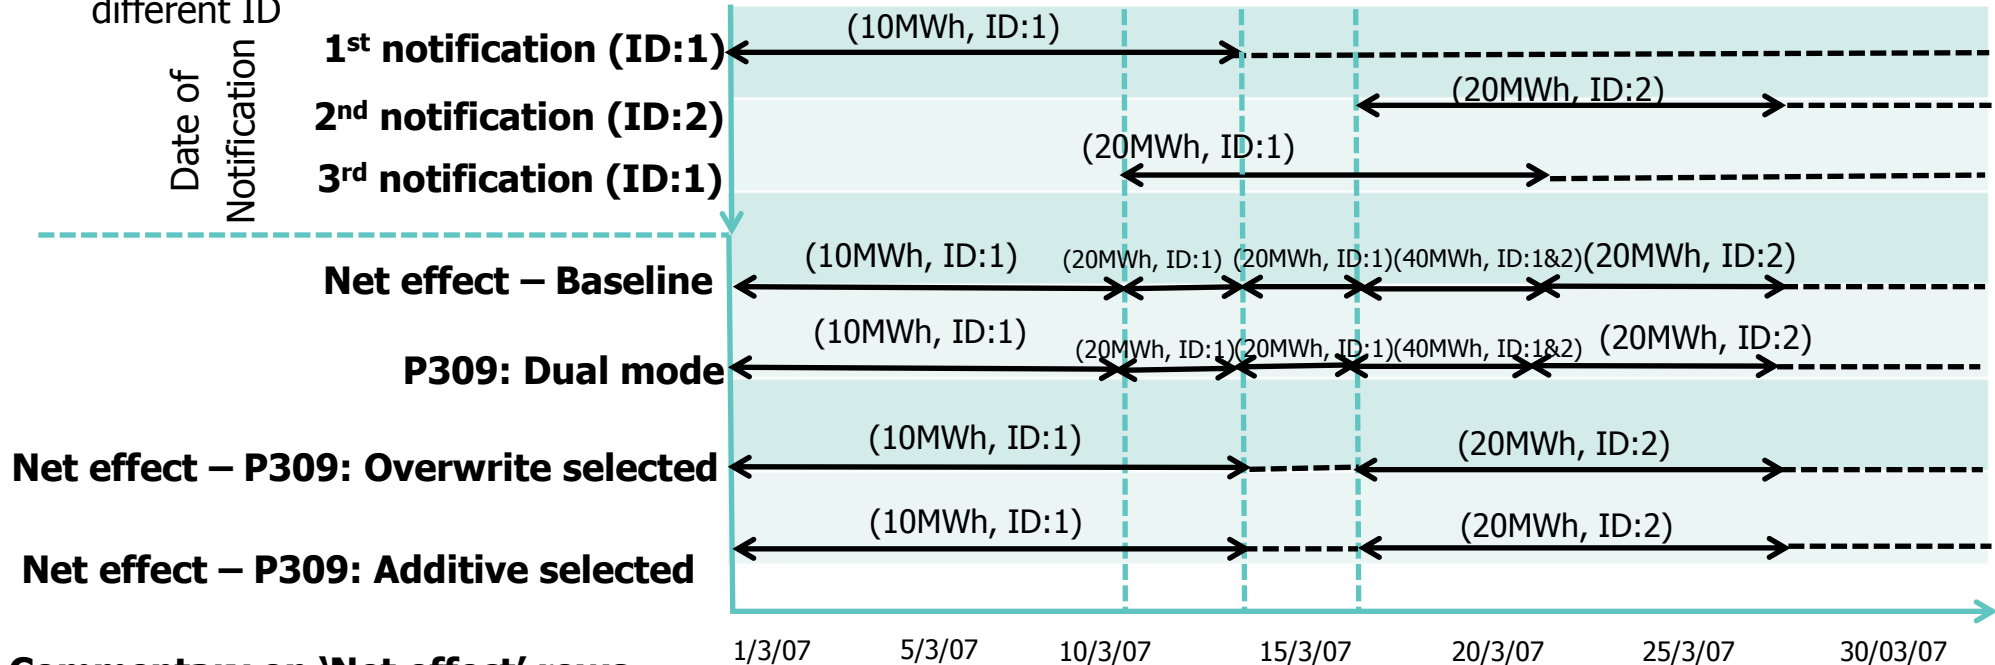 different ID
Date of
Notification
1st notification (ID:1)
(10MWh, ID:1)
2nd notification (ID:2)
(20MWh, ID:2)
3rd notification (ID:1)
(20MWh, ID:1)
Net effect – Baseline
(10MWh, ID:1)
(20MWh, ID:1)
(20MWh, ID:1)
(40MWh, ID:1&2)
(20MWh, ID:2)
P309: Dual mode
(10MWh, ID:1)
(20MWh, ID:1)
(20MWh, ID:1)
(40MWh, ID:1&2)
(20MWh, ID:2)
Net effect – P309: Overwrite selected
(10MWh, ID:1)
(20MWh, ID:2)
Net effect – P309: Additive selected
(10MWh, ID:1)
(20MWh, ID:2)
1/3/07 5/3/07 10/3/07 15/3/07 20/3/07 25/3/07 30/03/07
Commentary on ‘Net effect’ rows